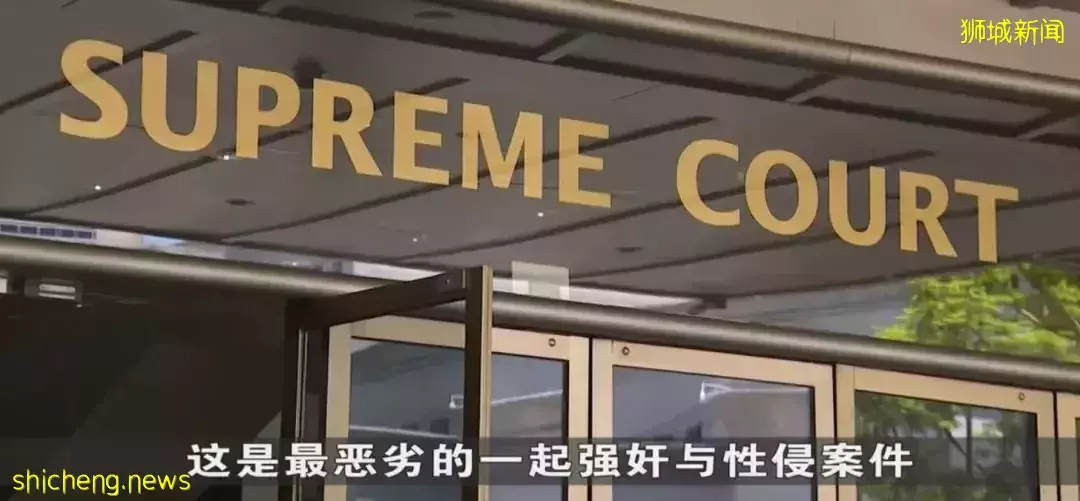 狮城新闻
SUPREME COURT
这是最恶劣的一起强奸与性侵案件
shicheng.news